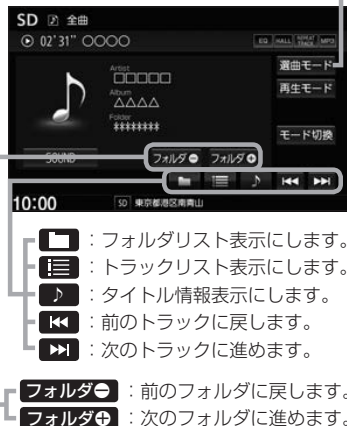 SD 全曲
02'31" ○○○○
EQ HALL REPEAT TRACK MP3
Artist
□□□□□
Album
△△△△
Folder
********
選曲モード
再生モード
モード切換
SOUND
フォルダ⊖ フォルダ⊕
10:00 SD 東京都港区南青山
：フォルダリスト表示にします。
：トラックリスト表示にします。
♪：タイトル情報表示にします。
：前のトラックに戻します。
：次のトラックに進めます。
フォルダ⊖：前のフォルダに戻します。
フォルダ⊕：次のフォルダに進めます。